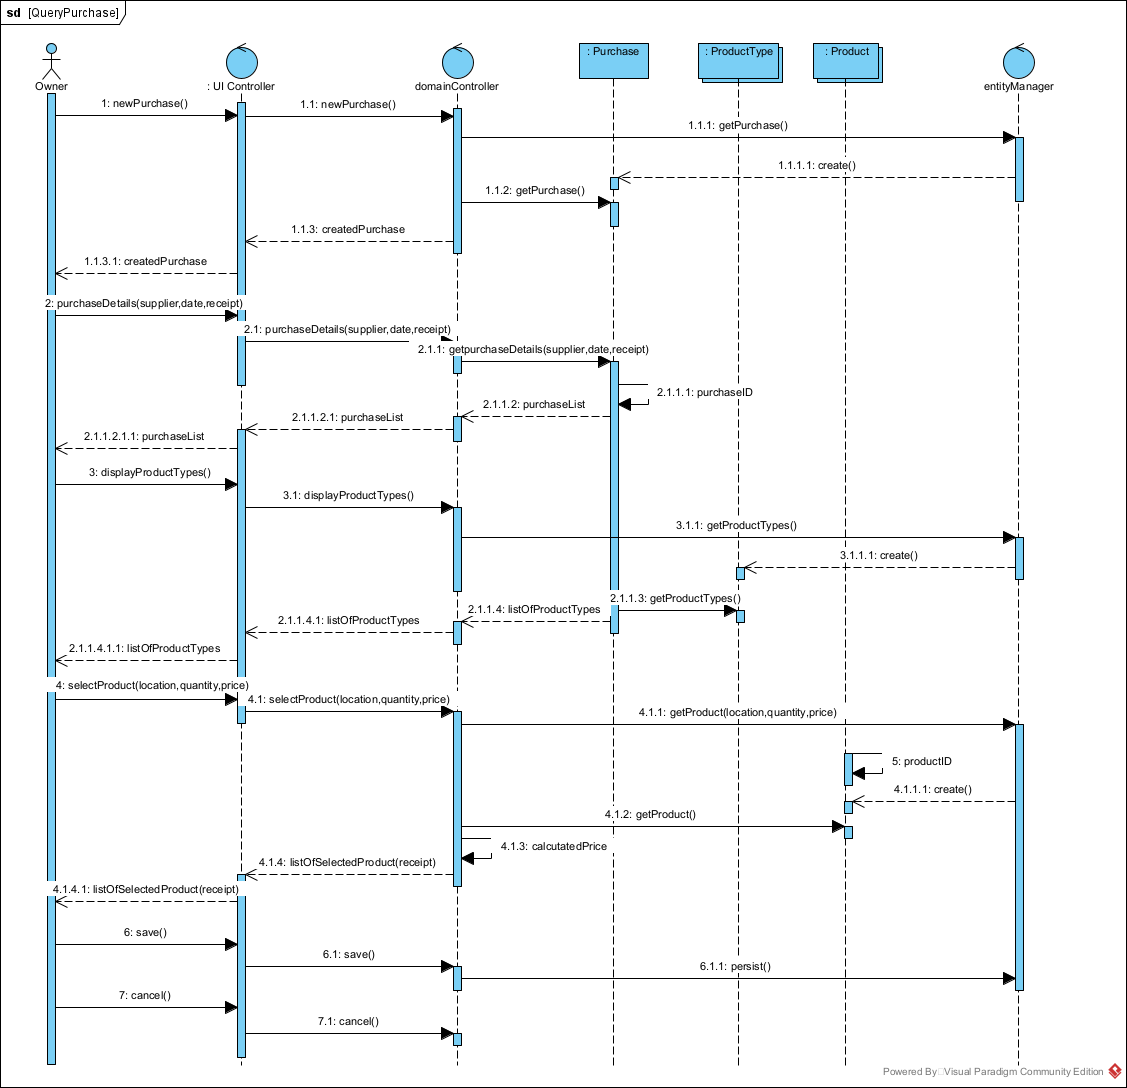 sd [QueryPurchase]
Owner
: UI Controller
domainController
: Purchase
: ProductType
: Product
entityManager
1: newPurchase()
1.1: newPurchase()
1.1.1: getPurchase()
1.1.1.1: create()
1.1.2: getPurchase()
1.1.3: createdPurchase
1.1.3.1: createdPurchase
2: purchaseDetails(supplier,date,receipt)
2.1: purchaseDetails(supplier,date,receipt)
2.1.1: getpurchaseDetails(supplier,date,receipt)
2.1.1.1: purchaseID
2.1.1.2: purchaseList
2.1.1.2.1: purchaseList
2.1.1.2.1.1: purchaseList
3: displayProductTypes()
3.1: displayProductTypes()
3.1.1: getProductTypes()
3.1.1.1: create()
2.1.1.3: getProductTypes()
2.1.1.4: listOfProductTypes
2.1.1.4.1: listOfProductTypes
2.1.1.4.1.1: listOfProductTypes
4: selectProduct(location,quantity,price)
4.1: selectProduct(location,quantity,price)
4.1.1: getProduct(location,quantity,price)
5: productID
4.1.1.1: create()
4.1.2: getProduct()
4.1.3: calcutatedPrice
4.1.4: listOfSelectedProduct(receipt)
4.1.4.1: listOfSelectedProduct(receipt)
6: save()
6.1: save()
6.1.1: persist()
7: cancel()
7.1: cancel()
Powered By Visual Paradigm Community Edition